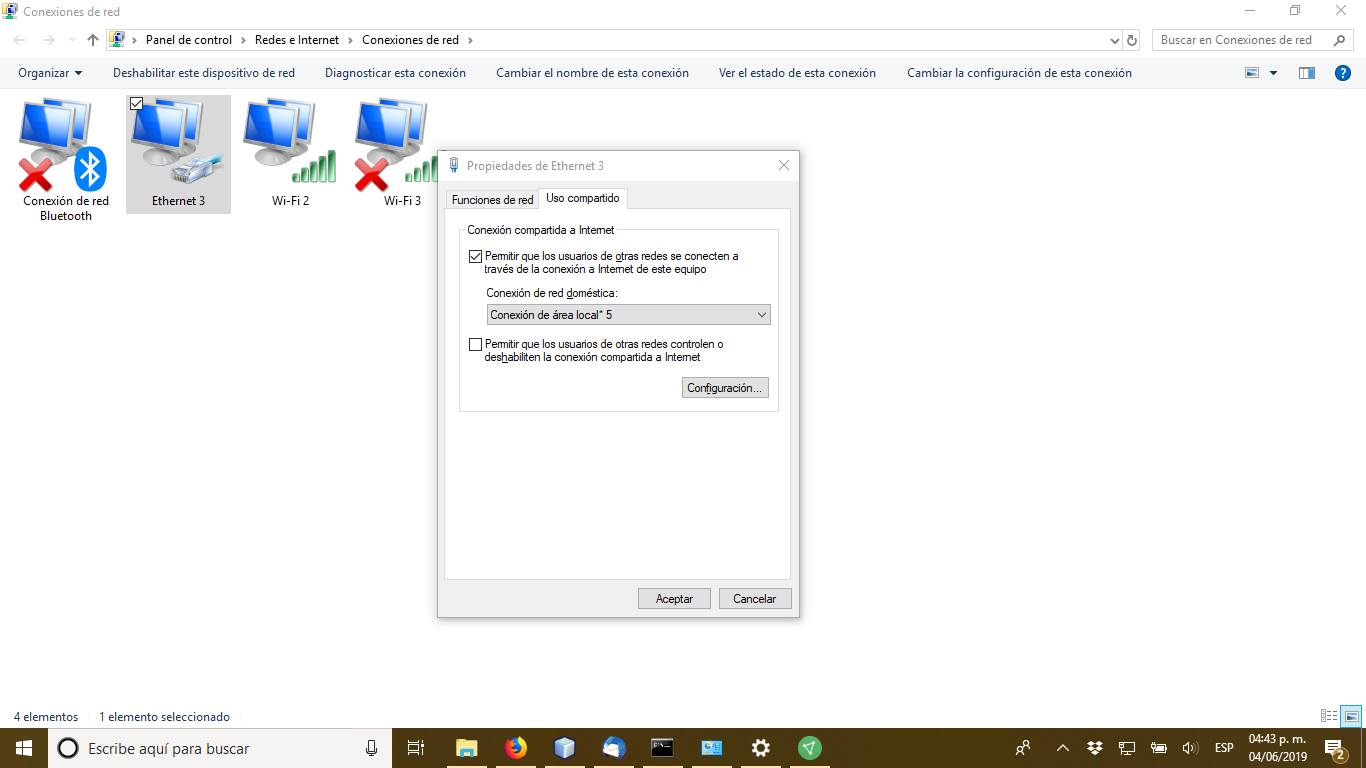 Conexiones de red
Panel de control
Redes e Internet
Conexiones de red
Buscar en Conexiones de red
Organizar
Deshabilitar este dispositivo de red
Diagnosticar esta conexión
Cambiar el nombre de esta conexión
Ver el estado de esta conexión
Cambiar la configuración de esta conexión
?
Conexión de red
Bluetooth
Ethernet 3
Wi-Fi 2
Wi-Fi 3
Propiedades de Ethernet 3
Funciones de red
Uso compartido
Conexión compartida a Internet
Permitir que los usuarios de otras redes se conecten a
través de la conexión a Internet de este equipo
Conexión de red doméstica:
Conexión de área local* 5
Permitir que los usuarios de otras redes controlen o
deshabiliten la conexión compartida a Internet
Configuración...
Aceptar
Cancelar
4 elementos
1 elemento seleccionado
Escribe aquí para buscar
ESP
04:43 p. m.
04/06/2019
2